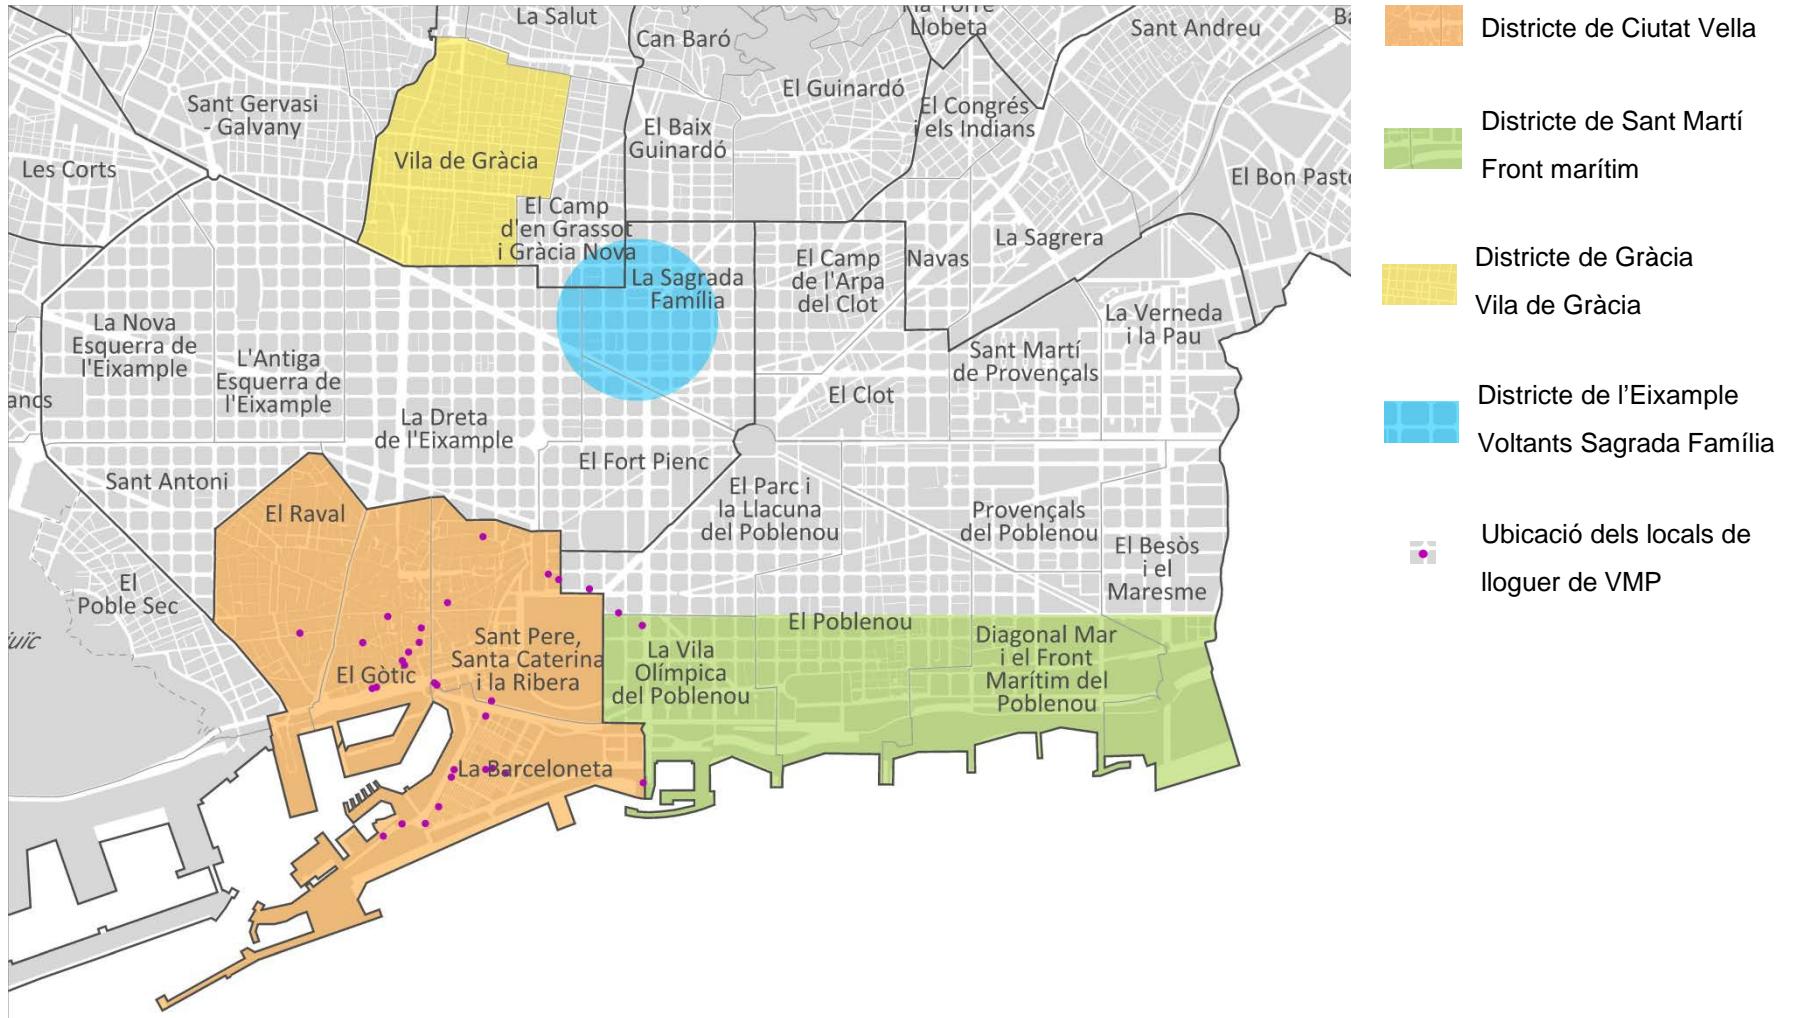 La Salut
Can Baró
Llobeta
Sant Andreu
Sant Gervasi
- Galvany
El Guinardó
El Congrés
i els Indians
El Baix
Guinardó
Les Corts
Vila de Gràcia
El Bon Pasto
El Camp
d'en Grassot
i Gràcia Nova
La Sagrera
La Sagrada
Família
El Camp
de l'Arpa
del Clot
Navas
La Nova
Esquerra de
l'Eixample
L'Antiga
Esquerra de
l'Eixample
La Verneda
i la Pau
Sant Martí
de Provençals
El Clot
ancs
La Dreta
de l'Eixample
El Fort Pienc
Sant Antoni
El Raval
El Parc i
la Llacuna
del Poblenou
Provençals
del Poblenou
El Besòs
i el
Maresme
El
Poble Sec
juïc
El Poblenou
Sant Pere,
Santa Caterina
i la Ribera
El Gòtic
La Vila
Olímpica
del Poblenou
Diagonal Mar
i el Front
Marítim del
Poblenou
La Barceloneta
Districte de Ciutat Vella
Districte de Sant Martí
Front marítim
Districte de Gràcia
Vila de Gràcia
Districte de l’Eixample
Voltants Sagrada Família
Ubicació dels locals de
lloguer de VMP